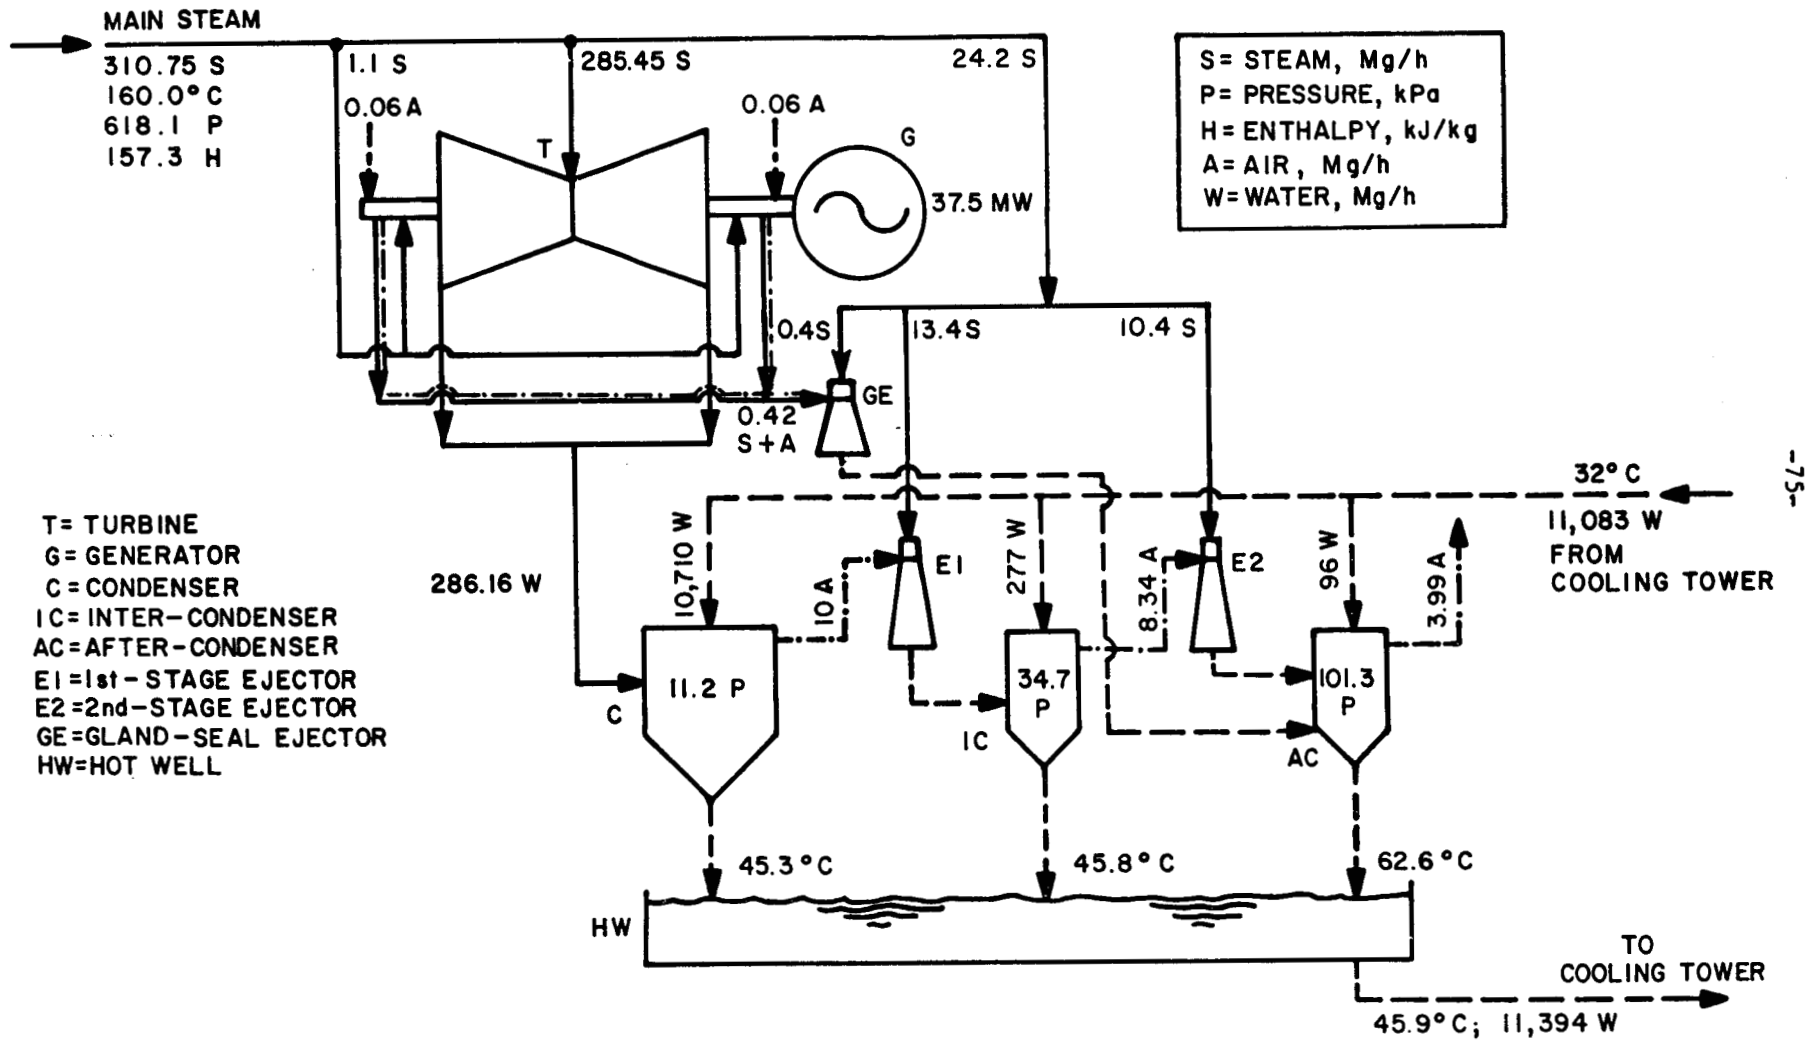 MAIN STEAM
310.75 S
160.0°C
618.1 P
157.3 H
1.1 S
285.45 S
24.2 S
0.06 A
0.06 A
T
G
37.5 MW
S= STEAM, Mg/h
P= PRESSURE, kPa
H= ENTHALPY, kJ/kg
A= AIR, Mg/h
W= WATER, Mg/h
0.4S
13.4S
10.4 S
GE
0.42
S+A
-75-
32°C
11,083 W
FROM
COOLING TOWER
T= TURBINE
G= GENERATOR
C= CONDENSER
IC= INTER-CONDENSER
AC= AFTER-CONDENSER
E1=1st-STAGE EJECTOR
E2=2nd-STAGE EJECTOR
GE=GLAND-SEAL EJECTOR
HW=HOT WELL
286.16 W
10,710 W
10 A
E1
277 W
8.34 A
E2
96 W
3.99 A
11.2 P
C
34.7
P
IC
101.3
P
AC
45.3°C
45.8°C
62.6°C
HW
TO
COOLING TOWER
45.9°C; 11,394 W